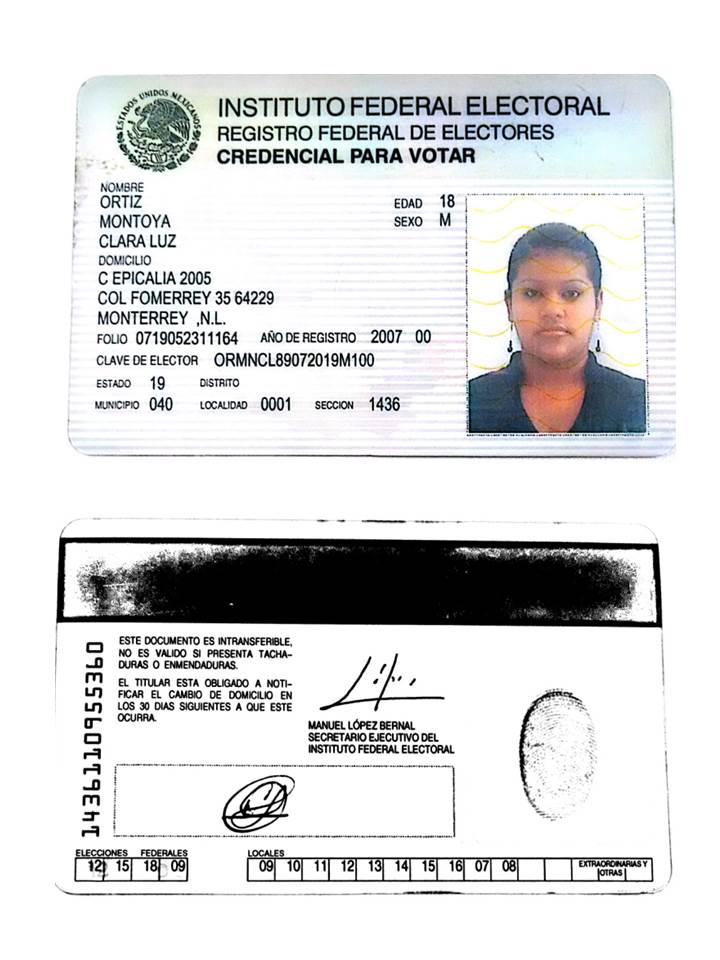 ESTADOS UNIDOS MEXICANOS
INSTITUTO FEDERAL ELECTORAL
REGISTRO FEDERAL DE ELECTORES
CREDENCIAL PARA VOTAR
NOMBRE
ORTIZ
EDAD 18
MONTOYA
SEXO M
CLARA LUZ
DOMICILIO
C EPICALIA 2005
COL FOMERREY 35 64229
MONTERREY ,N.L.
FOLIO 0719052311164 AÑO DE REGISTRO 2007 00
CLAVE DE ELECTOR ORMNCL89072019M100
ESTADO 19 DISTRITO
MUNICIPIO 040 LOCALIDAD 0001 SECCION 1436
1436110955360
ESTE DOCUMENTO ES INTRANSFERIBLE,
NO ES VALIDO SI PRESENTA TACHA-
DURAS O ENMENDADURAS.
EL TITULAR ESTA OBLIGADO A NOTI-
FICAR EL CAMBIO DE DOMICILIO EN
LOS 30 DIAS SIGUIENTES A QUE ESTE
OCURRA.
MANUEL LÓPEZ BERNAL
SECRETARIO EJECUTIVO DEL
INSTITUTO FEDERAL ELECTORAL
ELECCIONES FEDERALES LOCALES EXTRAORDINARIAS Y
12 15 18 09 09 10 11 12 13 14 15 16 07 08 OTRAS